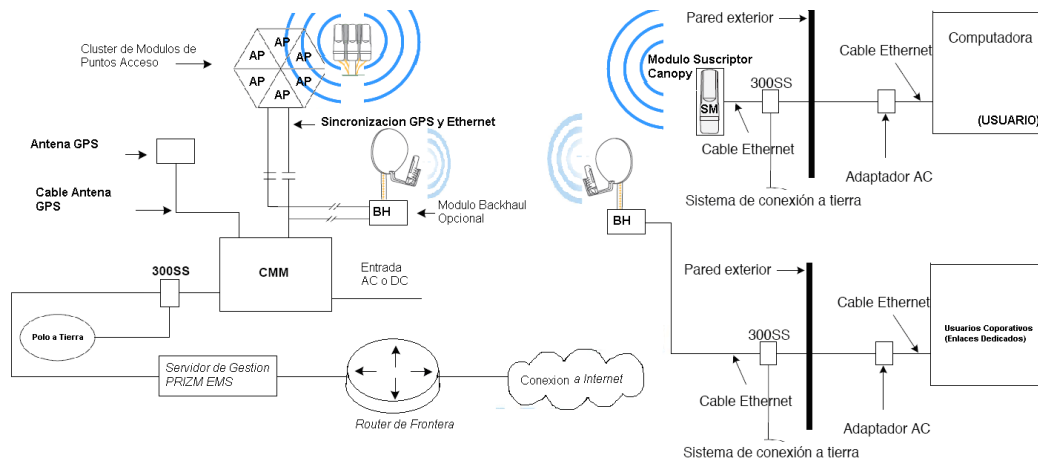 Cluster de Modulos de
Puntos Acceso
AP
AP
AP
AP
AP
AP
Sincronizacion GPS y Ethernet
Antena GPS
Cable Antena
GPS
BH
Modulo Backhaul
Opcional
CMM
Entrada
AC o DC
300SS
Polo a Tierra
Servidor de Gestion
PRIZM EMS
Router de Frontera
Conexion a Internet
Pared exterior
Cable Ethernet
Computadora
(USUARIO)
Modulo Suscriptor
Canopy
SM
300SS
Cable Ethernet
Adaptador AC
Sistema de conexión a tierra
BH
Pared exterior
Cable Ethernet
Usuarios Coporativos
(Enlaces Dedicados)
300SS
Cable Ethernet
Adaptador AC
Sistema de conexión a tierra